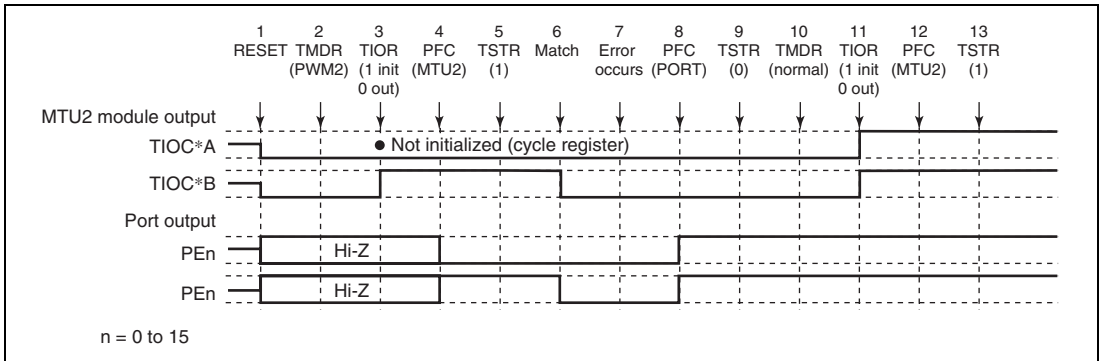 1 2 3 4 5 6 7 8 9 10 11 12 13
RESET TMDR TIOR PFC TSTR Match Error PFC TSTR TMDR TIOR PFC TSTR
(PWM2) (1 init (MTU2) (1) occurs (PORT) (0) (normal) (1 init (MTU2) (1)
0 out) 0 out)
MTU2 module output
TIOC*A ● Not initialized (cycle register)
TIOC*B
Port output
PEn Hi-Z
PEn Hi-Z
n = 0 to 15